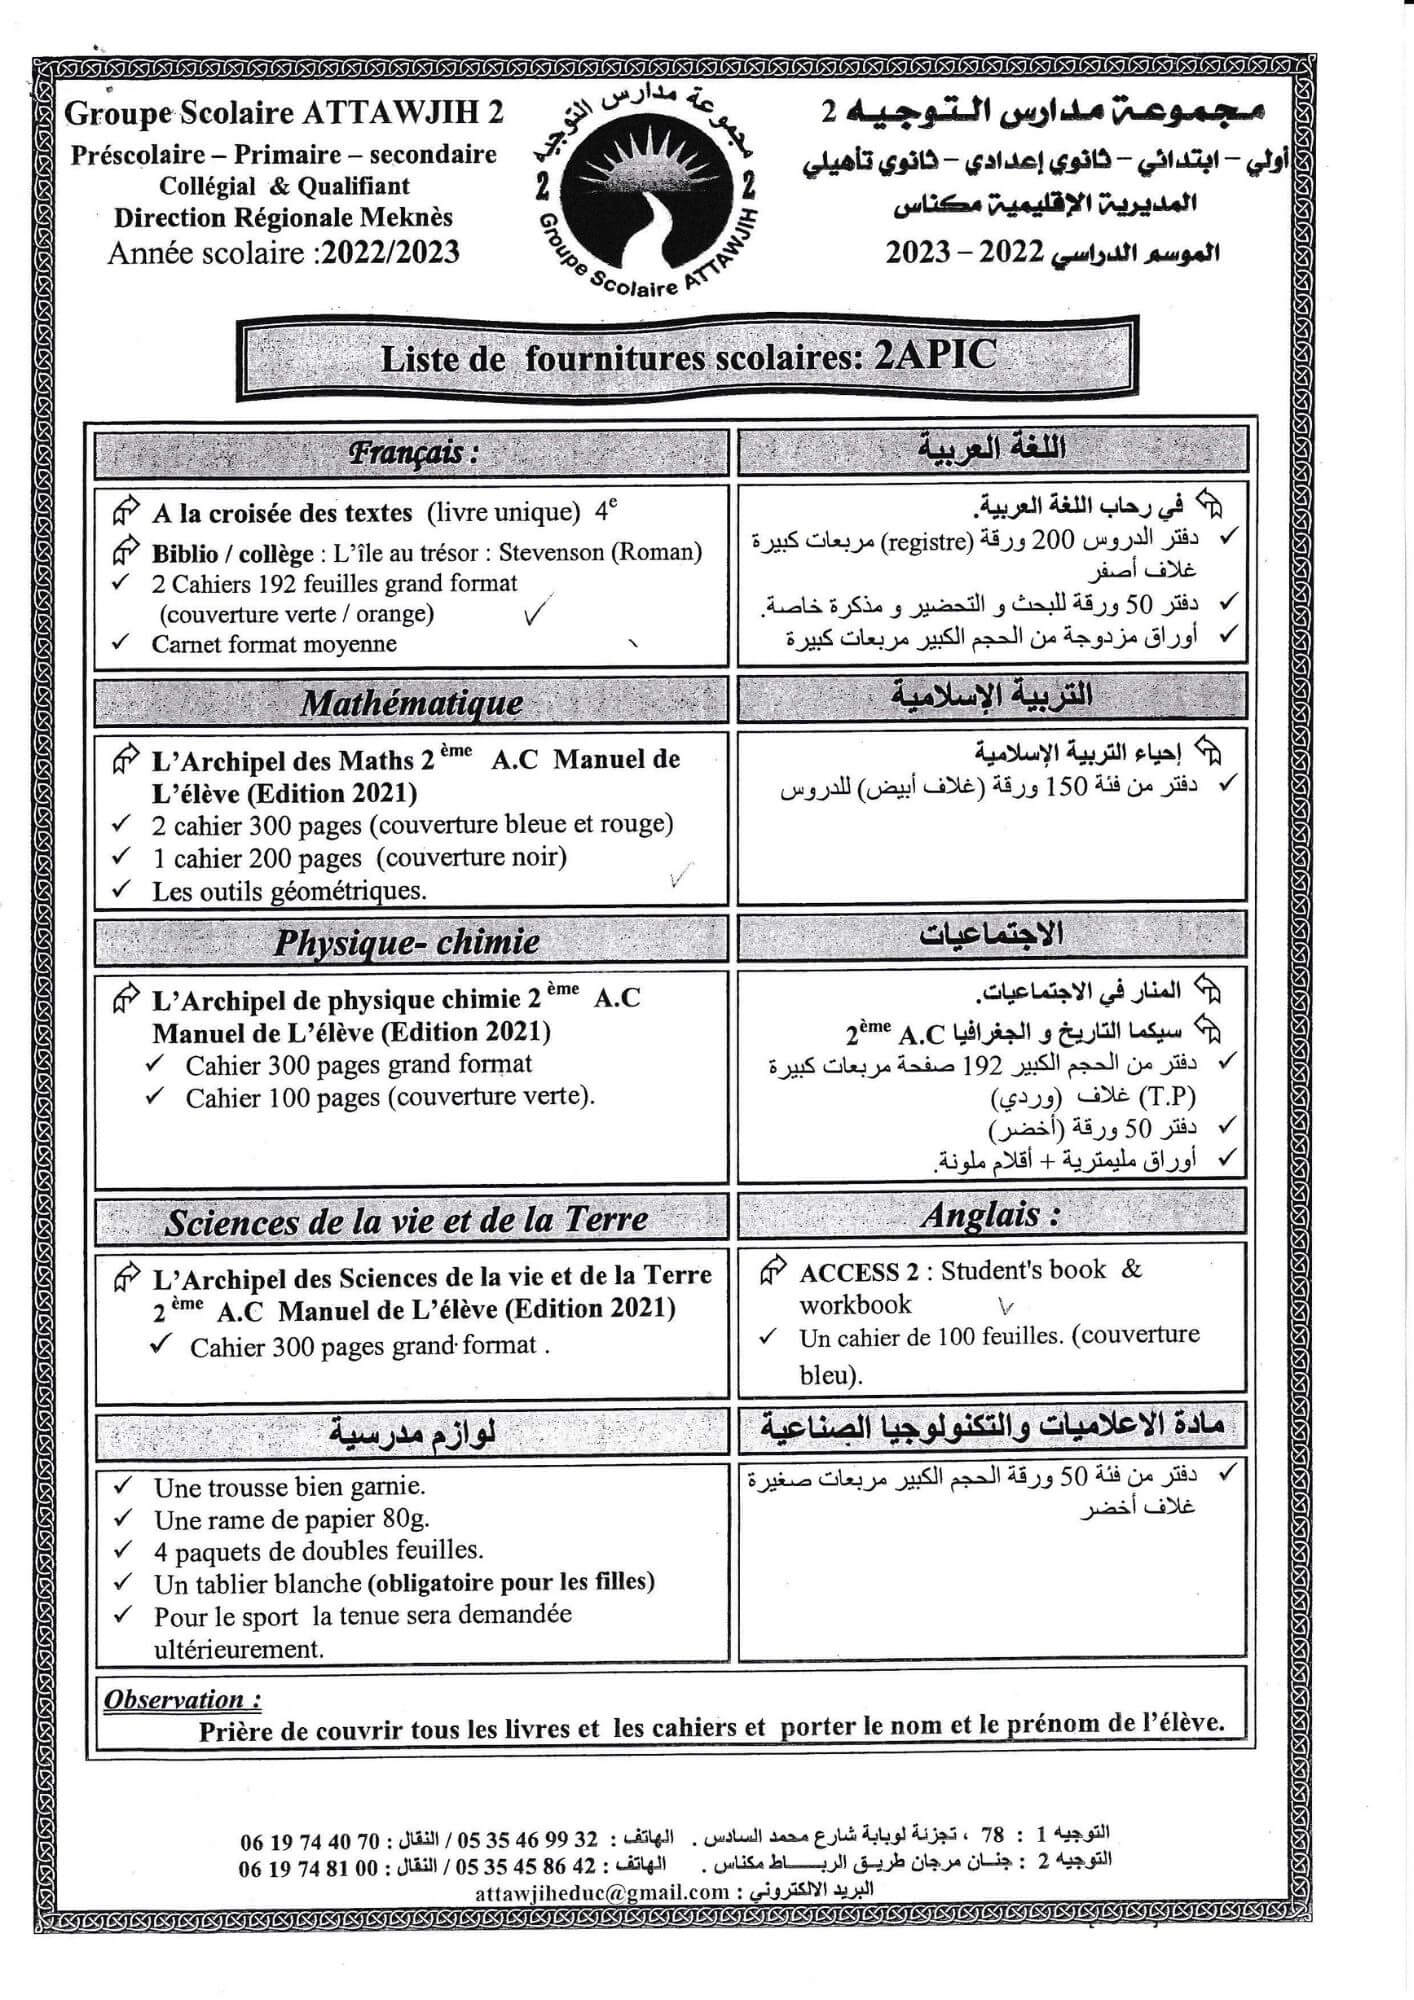 Groupe Scolaire ATTAWJIH 2
Préscolaire – Primaire – secondaire
Collégial & Qualifiant
Direction Régionale Meknès
Année scolaire :2022/2023
مجموعة مدارس التوجيه
2 2
Groupe Scolaire ATTAWJIH
مجموعة مدارس التوجيه 2
أولي – ابتدائي – ثانوي إعدادي – ثانوي تأهيلي
المديرية الإقليمية مكناس
الموسم الدراسي 2022 – 2023
Liste de fournitures scolaires: 2APIC
Français :
A la croisée des textes (livre unique) 4e
Biblio / collège : L'île au trésor : Stevenson (Roman)
✓ 2 Cahiers 192 feuilles grand format
(couverture verte / orange)
✓ Carnet format moyenne
اللغة العربية
في رحاب اللغة العربية.
✓ دفتر الدروس 200 ورقة (registre) مربعات كبيرة
غلاف أصفر
✓ دفتر 50 ورقة للبحث و التحضير و مذكرة خاصة.
✓ أوراق مزدوجة من الحجم الكبير مربعات كبيرة
Mathématique
L'Archipel des Maths 2 ème A.C Manuel de
L'élève (Edition 2021)
✓ 2 cahier 300 pages (couverture bleue et rouge)
✓ 1 cahier 200 pages (couverture noir)
✓ Les outils géométriques.
التربية الإسلامية
إحياء التربية الإسلامية
✓ دفتر من فئة 150 ورقة (غلاف أبيض) للدروس
Physique- chimie
L'Archipel de physique chimie 2 ème A.C
Manuel de L'élève (Edition 2021)
✓ Cahier 300 pages grand format
✓ Cahier 100 pages (couverture verte).
الاجتماعيات
المنار في الاجتماعيات.
سيكما التاريخ و الجغرافيا 2ème A.C
✓ دفتر من الحجم الكبير 192 صفحة مربعات كبيرة
(T.P) غلاف (وردي)
✓ دفتر 50 ورقة (أخضر)
✓ أوراق مليمترية + أقلام ملونة.
Sciences de la vie et de la Terre
L'Archipel des Sciences de la vie et de la Terre
2 ème A.C Manuel de L'élève (Edition 2021)
✓ Cahier 300 pages grand format .
Anglais :
ACCESS 2 : Student's book &
workbook
✓ Un cahier de 100 feuilles. (couverture
bleu).
لوازم مدرسية
✓ Une trousse bien garnie.
✓ Une rame de papier 80g.
✓ 4 paquets de doubles feuilles.
✓ Un tablier blanche (obligatoire pour les filles)
✓ Pour le sport la tenue sera demandée
ultérieurement.
مادة الاعلاميات والتكنولوجيا الصناعية
✓ دفتر من فئة 50 ورقة الحجم الكبير مربعات صغيرة
غلاف أخضر
Observation :
Prière de couvrir tous les livres et les cahiers et porter le nom et le prénom de l'élève.
التوجيه 1 : 78 ، تجزئة لوبابة شارع محمد السادس . الهاتف : 05 35 46 99 32 / النقال : 06 19 74 40 70
التوجيه 2 : جنان مرجان طريق الرباط مكناس . الهاتف : 05 35 45 86 42 / النقال : 06 19 74 81 00
البريد الالكتروني : attawjiheduc@gmail.com